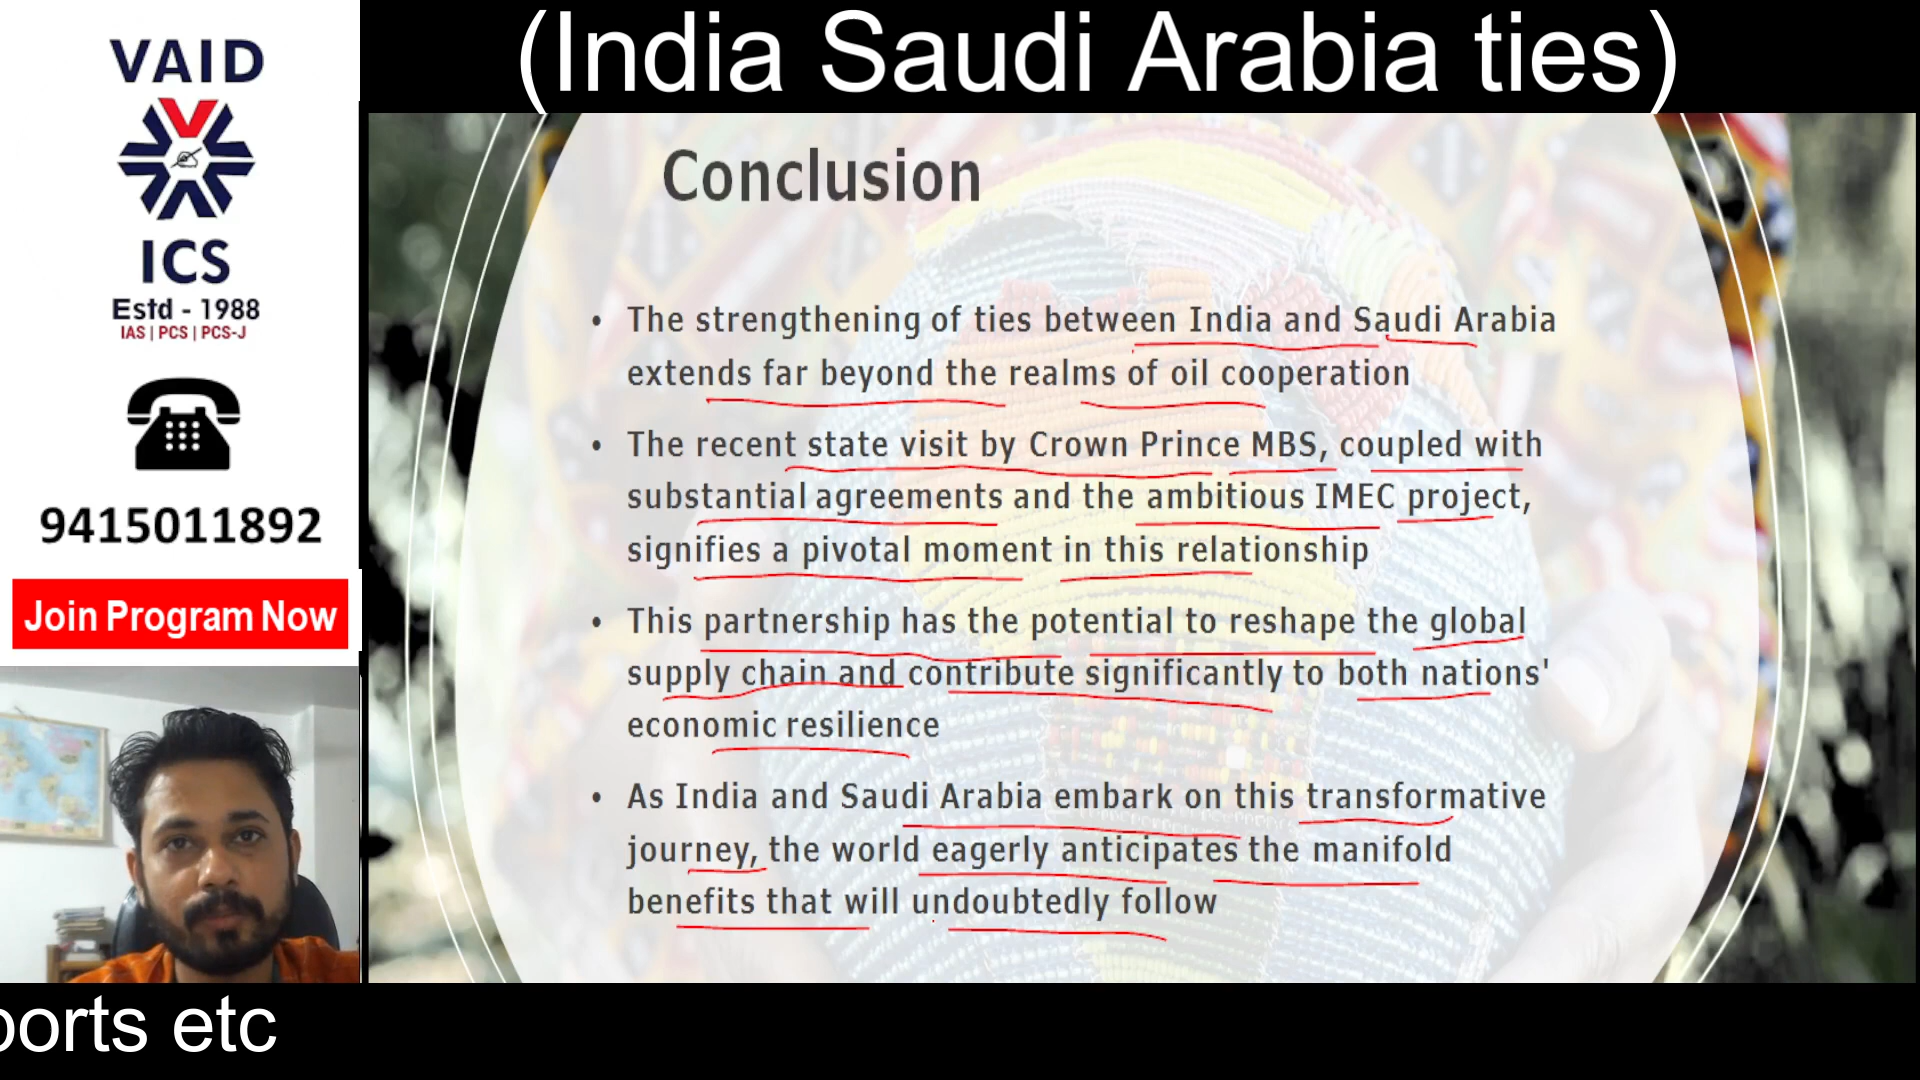 (India Saudi Arabia ties)
VAID
ICS
Estd - 1988
IAS | PCS | PCS-J
9415011892
Join Program Now
Conclusion
• The strengthening of ties between India and Saudi Arabia
extends far beyond the realms of oil cooperation
• The recent state visit by Crown Prince MBS, coupled with
substantial agreements and the ambitious IMEC project,
signifies a pivotal moment in this relationship
• This partnership has the potential to reshape the global
supply chain and contribute significantly to both nations'
economic resilience
• As India and Saudi Arabia embark on this transformative
journey, the world eagerly anticipates the manifold
benefits that will undoubtedly follow
etc